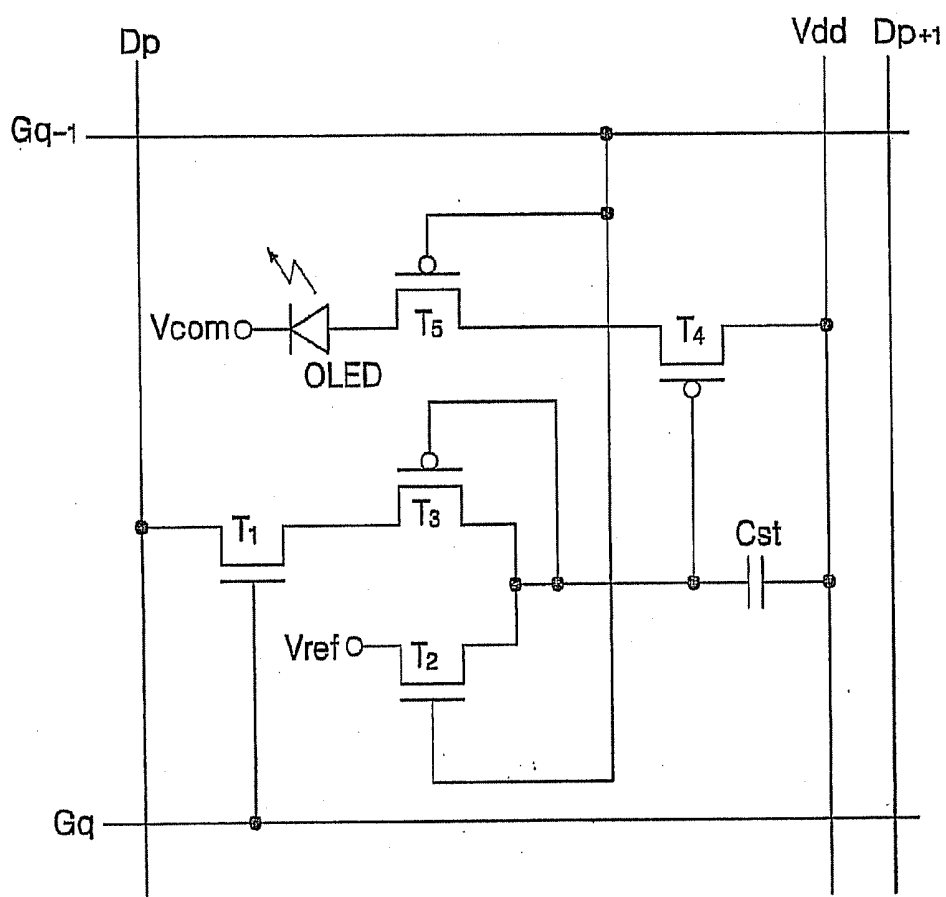 Dp Vdd Dp+1
Gq-1
T5 T4
Vcom
OLED
T3
T1 Cst
Vref T2
Gq